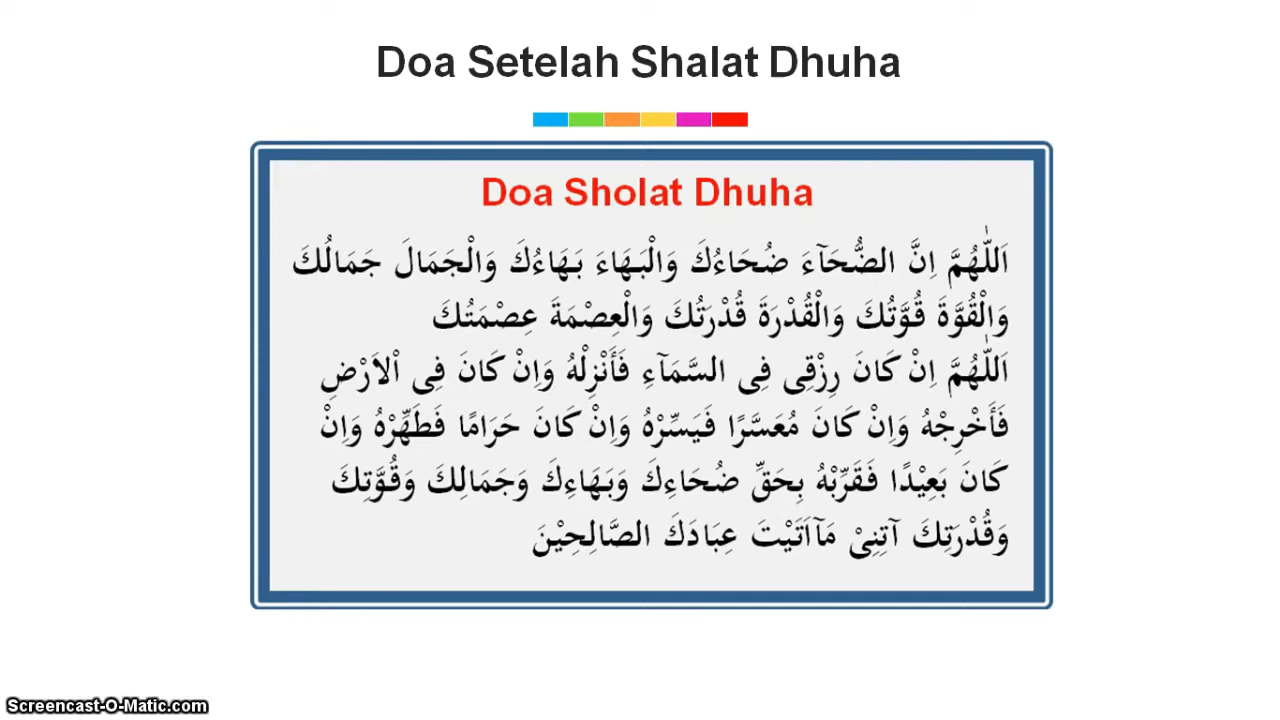 Doa Setelah Shalat Dhuha
Doa Sholat Dhuha
اَللّٰهُمَّ اِنَّ الضُّحَآءَ ضُحَاءُكَ وَالْبَهَاءَ بَهَاءُكَ وَالْجَمَالَ جَمَالُكَ
وَالْقُوَّةَ قُوَّتُكَ وَالْقُدْرَةَ قُدْرَتُكَ وَالْعِصْمَةَ عِصْمَتُكَ
اَللّٰهُمَّ اِنْ كَانَ رِزْقِى فِى السَّمَآءِ فَأَنْزِلْهُ وَاِنْ كَانَ فِى اْلاَرْضِ
فَأَخْرِجْهُ وَاِنْ كَانَ مُعَسَّرًا فَيَسِّرْهُ وَاِنْ كَانَ حَرَامًا فَطَهِّرْهُ وَاِنْ
كَانَ بَعِيْدًا فَقَرِّبْهُ بِحَقِّ ضُحَاءِكَ وَبَهَاءِكَ وَجَمَالِكَ وَقُوَّتِكَ
وَقُدْرَتِكَ آتِنِىْ مَآاَتَيْتَ عِبَادَكَ الصَّالِحِيْنَ
Screencast-O-Matic.com